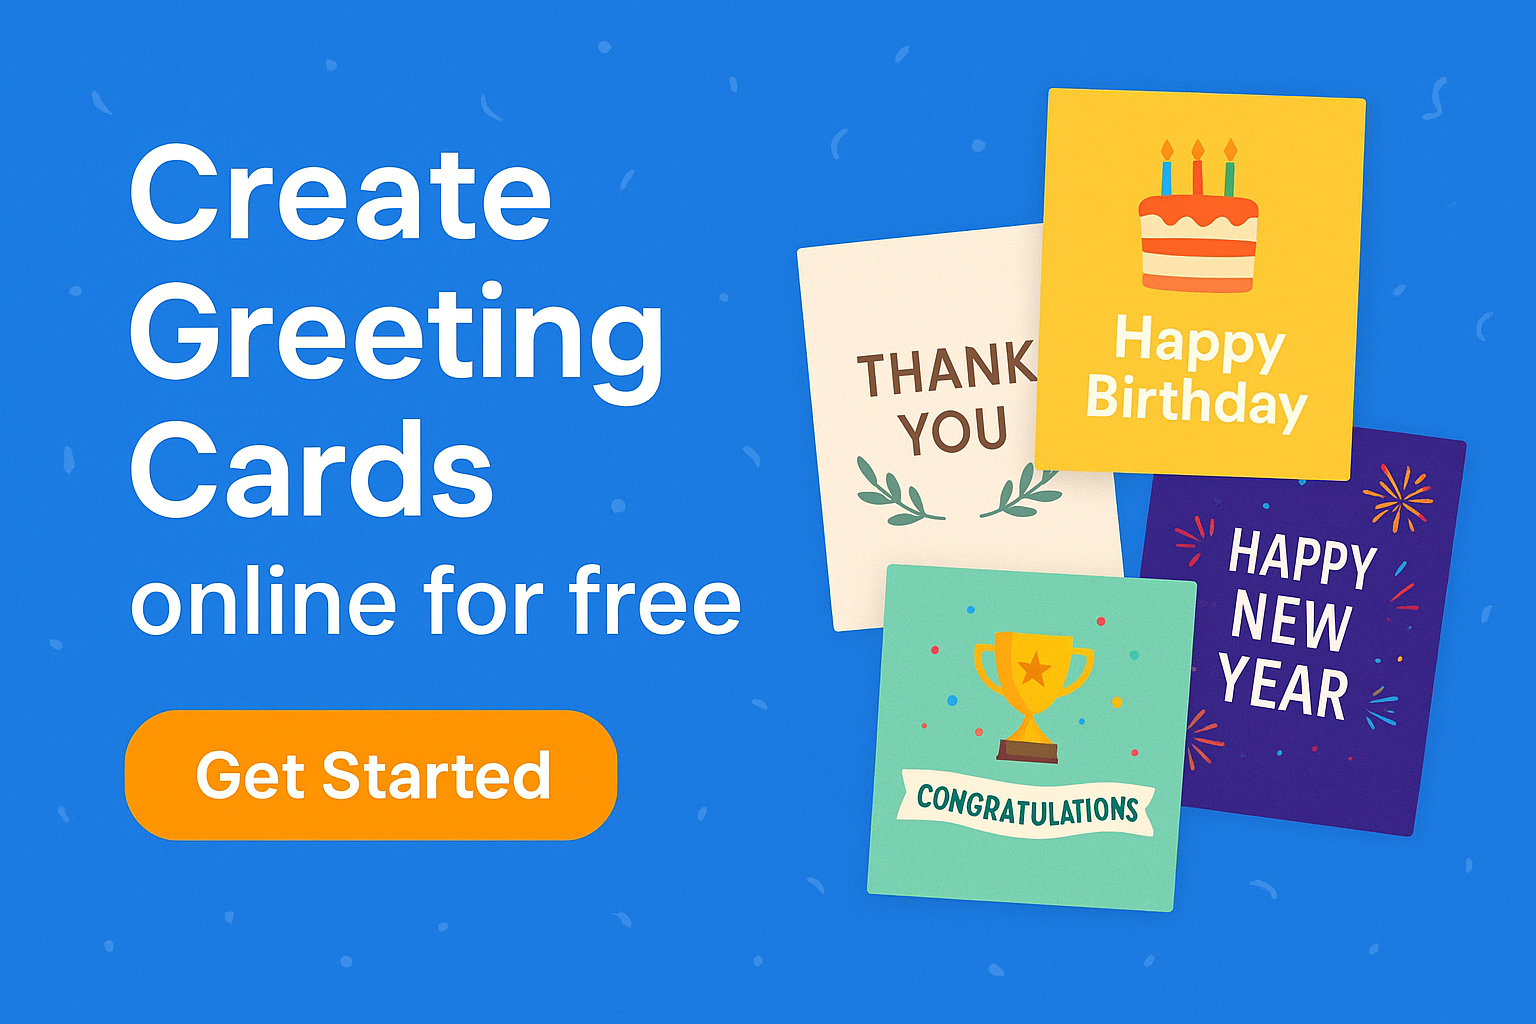 Create
Greeting
Cards
online for free
Get Started
THANK
YOU
Happy
Birthday
HAPPY
NEW
YEAR
CONGRATULATIONS